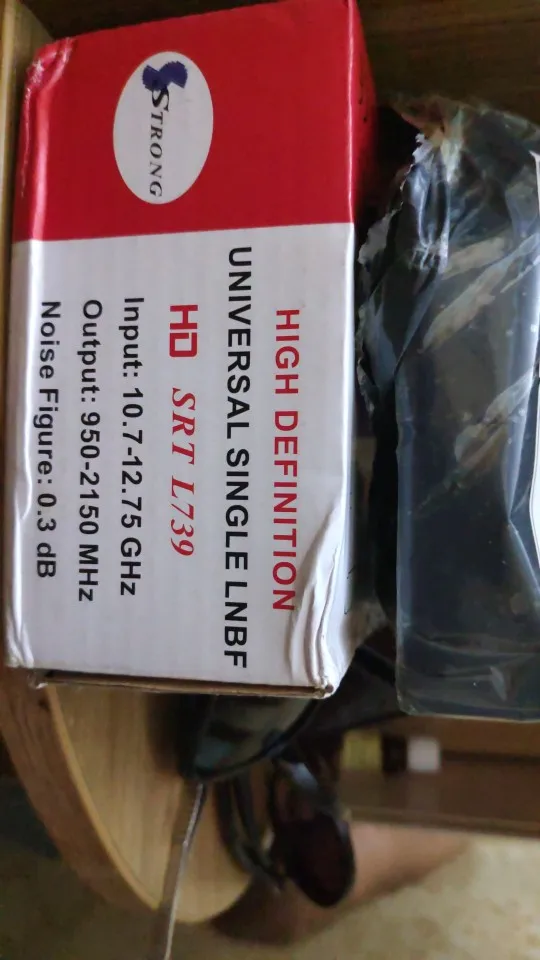 STRONG
HIGH DEFINITION
UNIVERSAL SINGLE LNBF
HD SRT L739
Input: 10.7-12.75 GHz
Output: 950-2150 MHz
Noise Figure: 0.3 dB